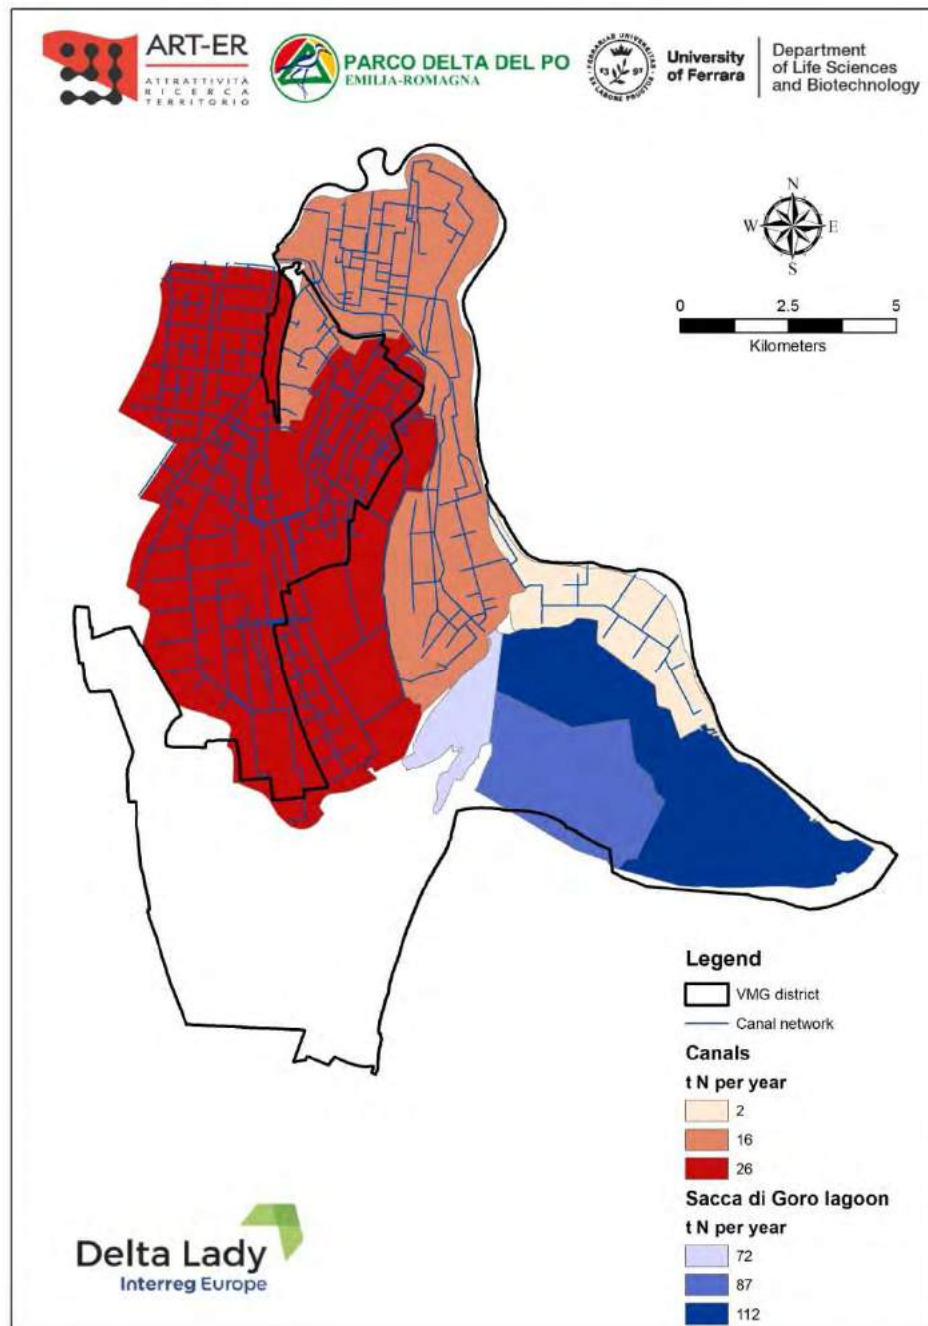 ART-ER
ATTRATTIVITÀ
RICERCA
TERRITORIO
PARCO DELTA DEL PO
EMILIA-ROMAGNA
University
of Ferrara
Department
of Life Sciences
and Biotechnology
N
W E
S
0 2.5 5
Kilometers
Legend
VMG district
Canal network
Canals
t N per year
2
16
26
Sacca di Goro lagoon
t N per year
72
87
112
Delta Lady
Interreg Europe